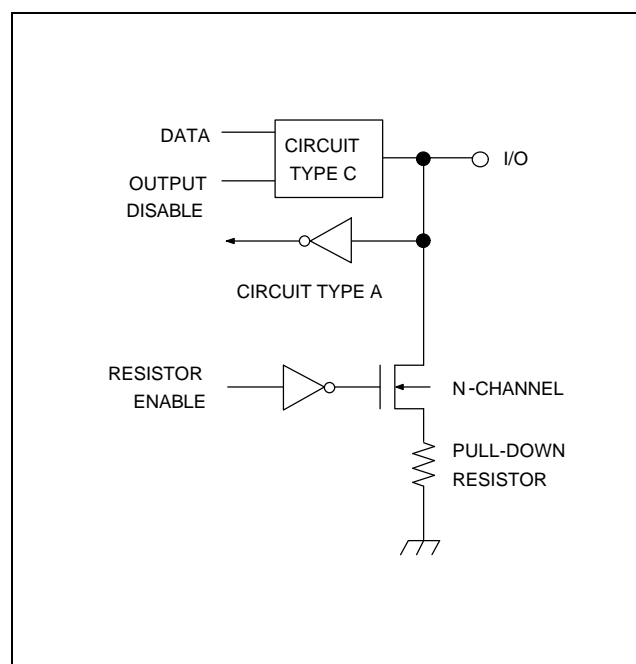 DATA
CIRCUIT
TYPE C
I/O
OUTPUT
DISABLE
CIRCUIT TYPE A
RESISTOR
ENABLE
N-CHANNEL
PULL-DOWN
RESISTOR